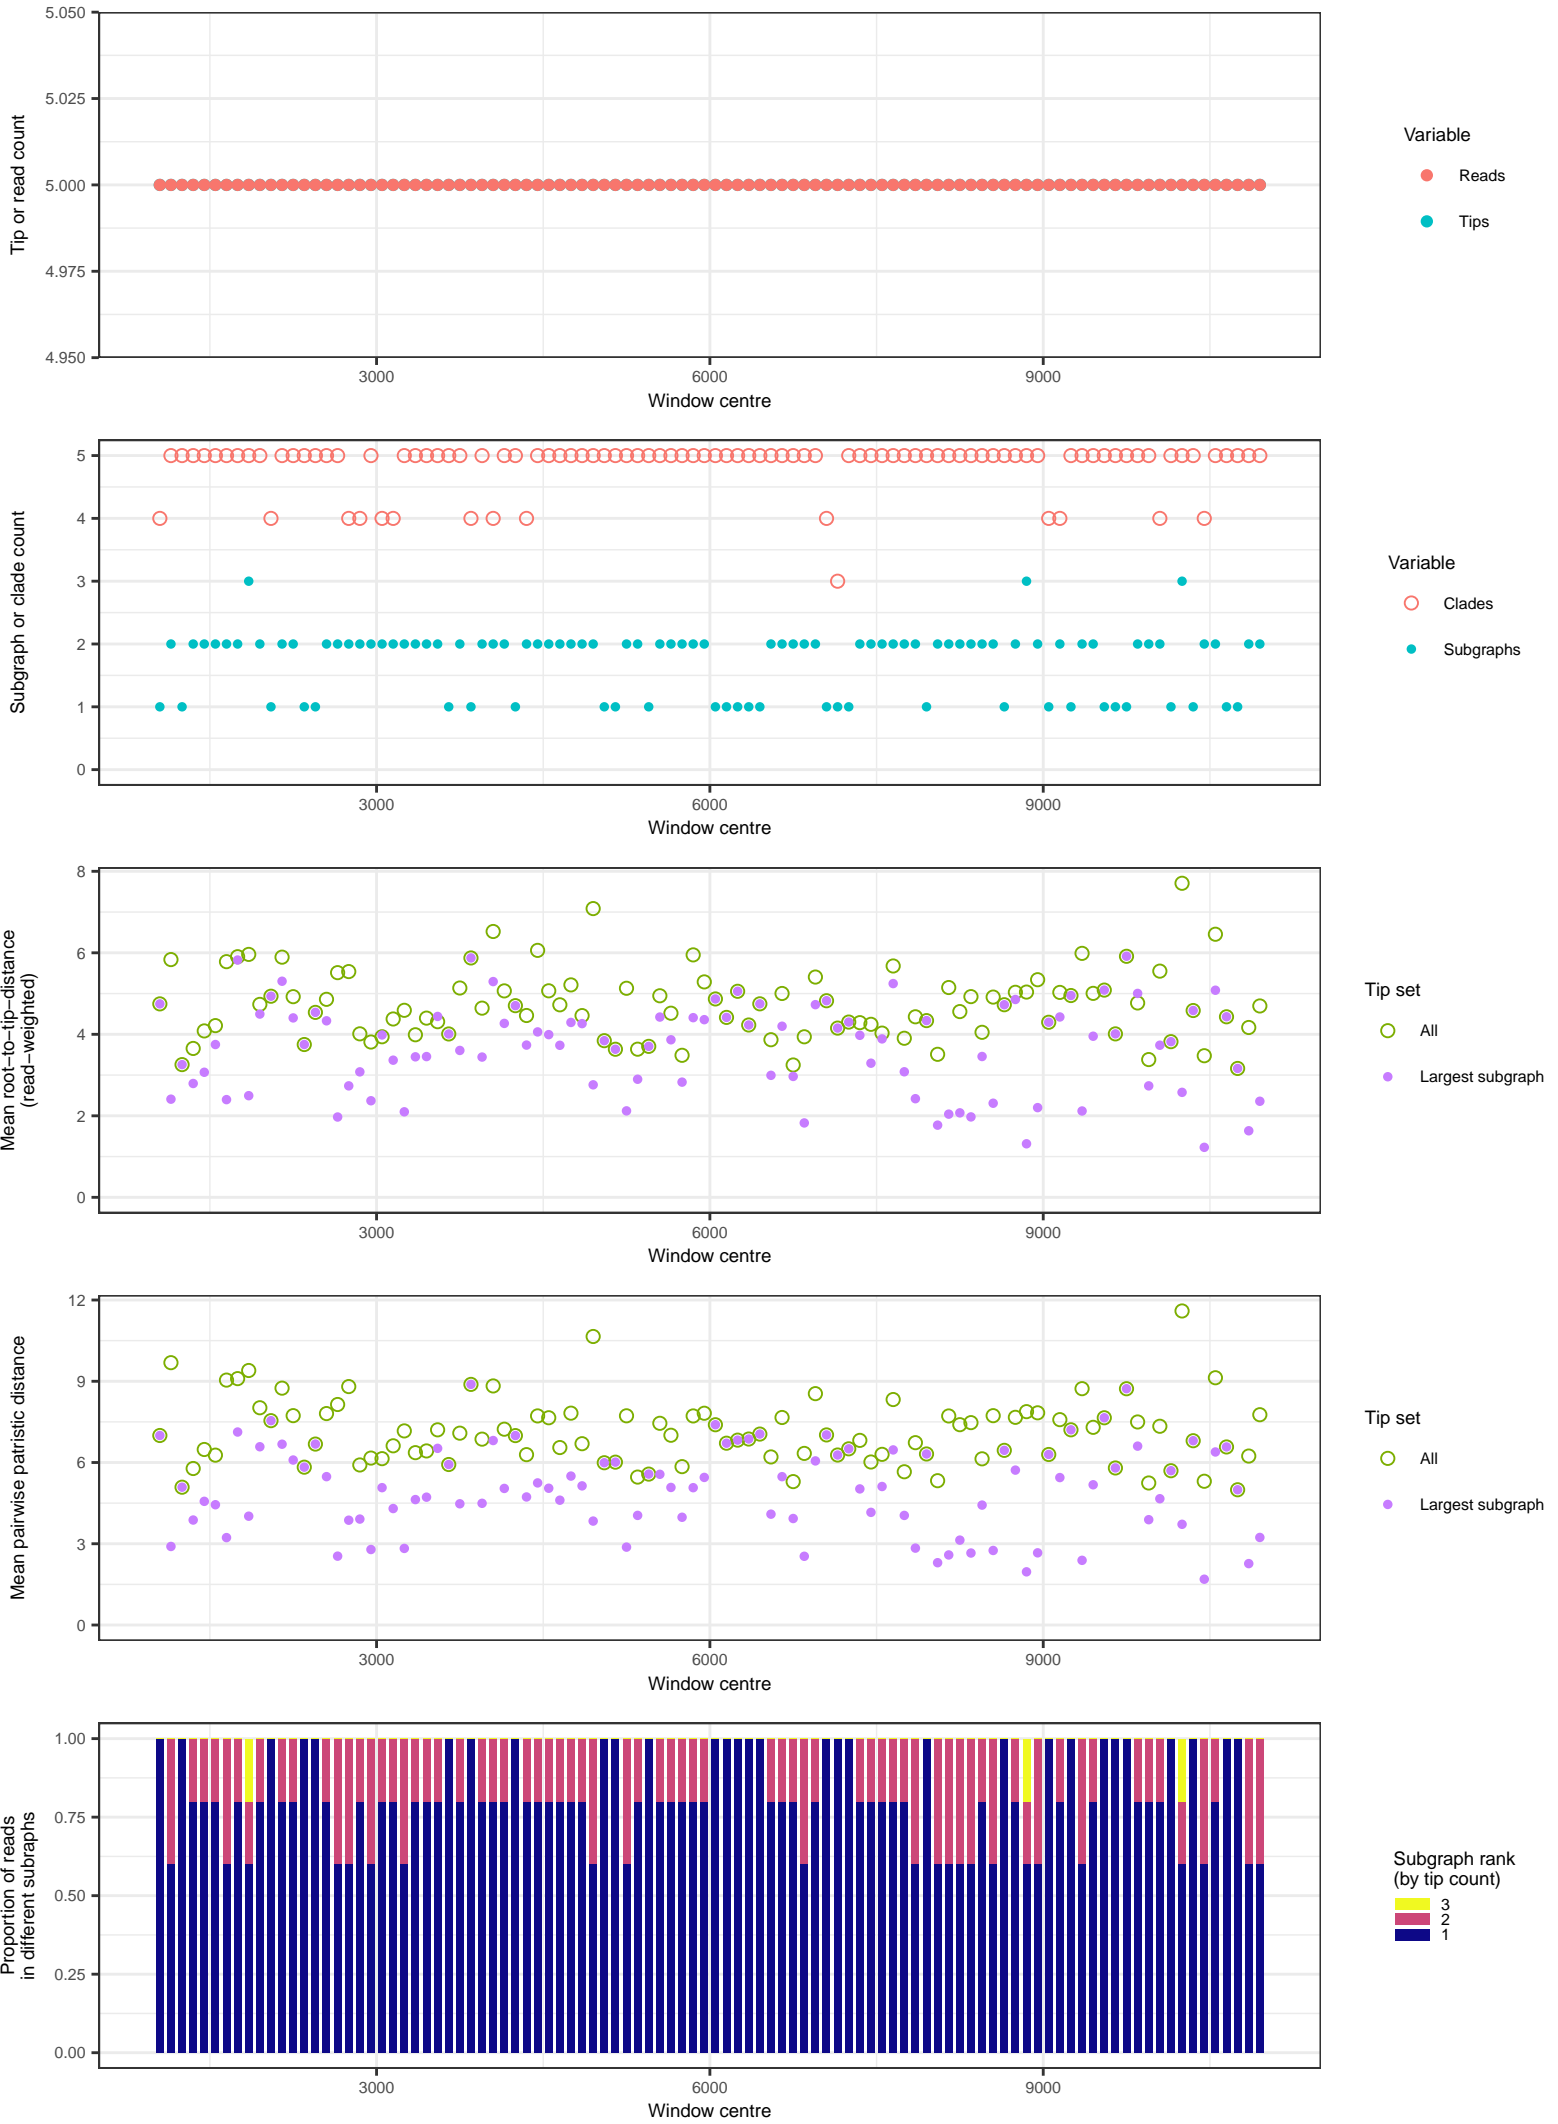 5.050
5.025
5.000
4.975
4.950
Tip or read count
3000 6000 9000
Window centre
Variable
Reads
Tips
5
4
3
2
1
0
Subgraph or clade count
3000 6000 9000
Window centre
Variable
Clades
Subgraphs
8
6
4
2
0
Mean root−to−tip−distance
(read−weighted)
3000 6000 9000
Window centre
Tip set
All
Largest subgraph
12
9
6
3
0
Mean pairwise patristic distance
3000 6000 9000
Window centre
Tip set
All
Largest subgraph
1.00
0.75
0.50
0.25
0.00
Proportion of reads
in different subraphs
3000 6000 9000
Window centre
Subgraph rank
(by tip count)
3
2
1